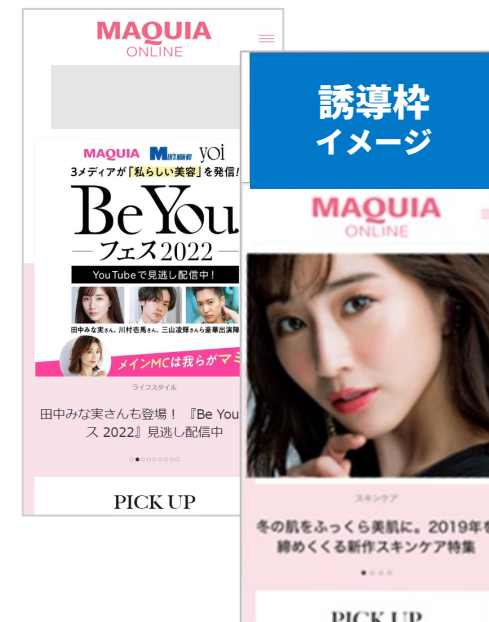 MAQUIA
ONLINE
MAQUIA MEN'S NON-NO yoi
3メディアが「私らしい美容」を発信!
Be You.
フェス2022
YouTubeで見逃し配信中!
田中みな実さん、川村壱馬さん、三山凌輝さんら豪華出演陣
メインMCは我らがマミ
ライフスタイル
田中みな実さんも登場! 『Be You
ス 2022』見逃し配信中
PICK UP
誘導枠
イメージ
MAQUIA
ONLINE
スキンケア
冬の肌をふっくら美肌に。2019年を
締めくくる新作スキンケア特集
PICK UP